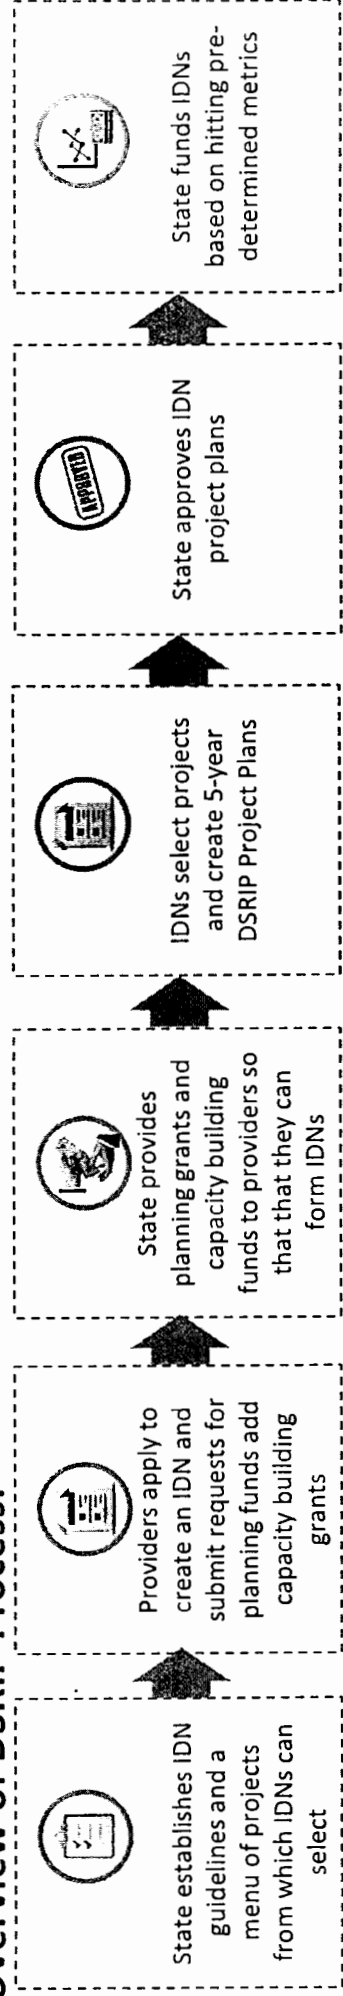 Overview of DSRIP Process:
State establishes IDN
guidelines and a
menu of projects
from which IDNs can
select
Providers apply to
create an IDN and
submit requests for
planning funds add
capacity building
grants
State provides
planning grants and
capacity building
funds to providers so
that that they can
form IDNs
IDNs select projects
and create 5-year
DSRIP Project Plans
APPROVED
State approves IDN
project plans
State funds IDNs
based on hitting pre-
determined metrics